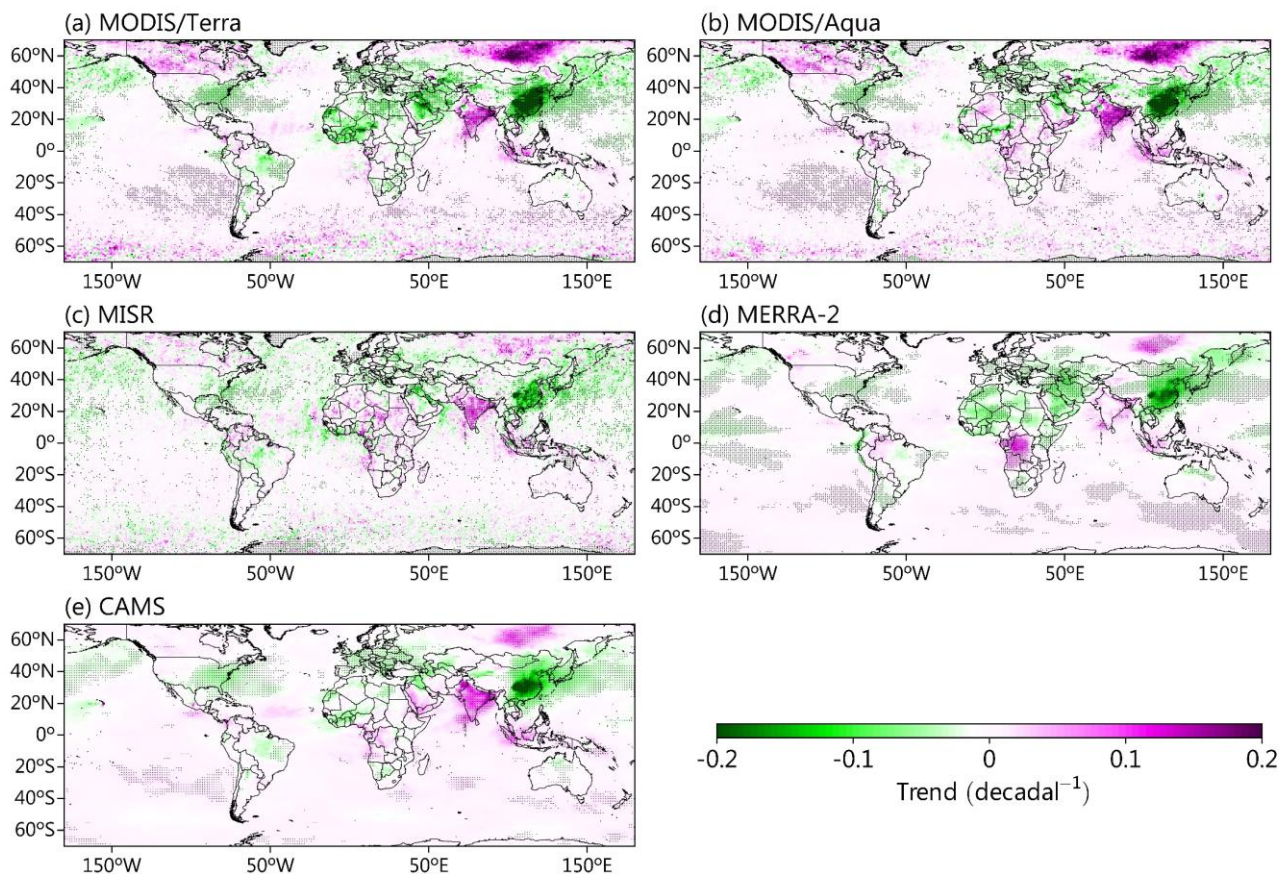 (a) MODIS/Terra
(b) MODIS/Aqua
60ºN
40ºN
20ºN
0º
20ºS
40ºS
60ºS
150ºW 50ºW 50ºE 150ºE
60ºN
40ºN
20ºN
0º
20ºS
40ºS
60ºS
150ºW 50ºW 50ºE 150ºE
(c) MISR
(d) MERRA-2
60ºN
40ºN
20ºN
0º
20ºS
40ºS
60ºS
150ºW 50ºW 50ºE 150ºE
60ºN
40ºN
20ºN
0º
20ºS
40ºS
60ºS
150ºW 50ºW 50ºE 150ºE
(e) CAMS
60ºN
40ºN
20ºN
0º
20ºS
40ºS
60ºS
150ºW 50ºW 50ºE 150ºE
-0.2 -0.1 0 0.1 0.2
Trend (decadal⁻¹)